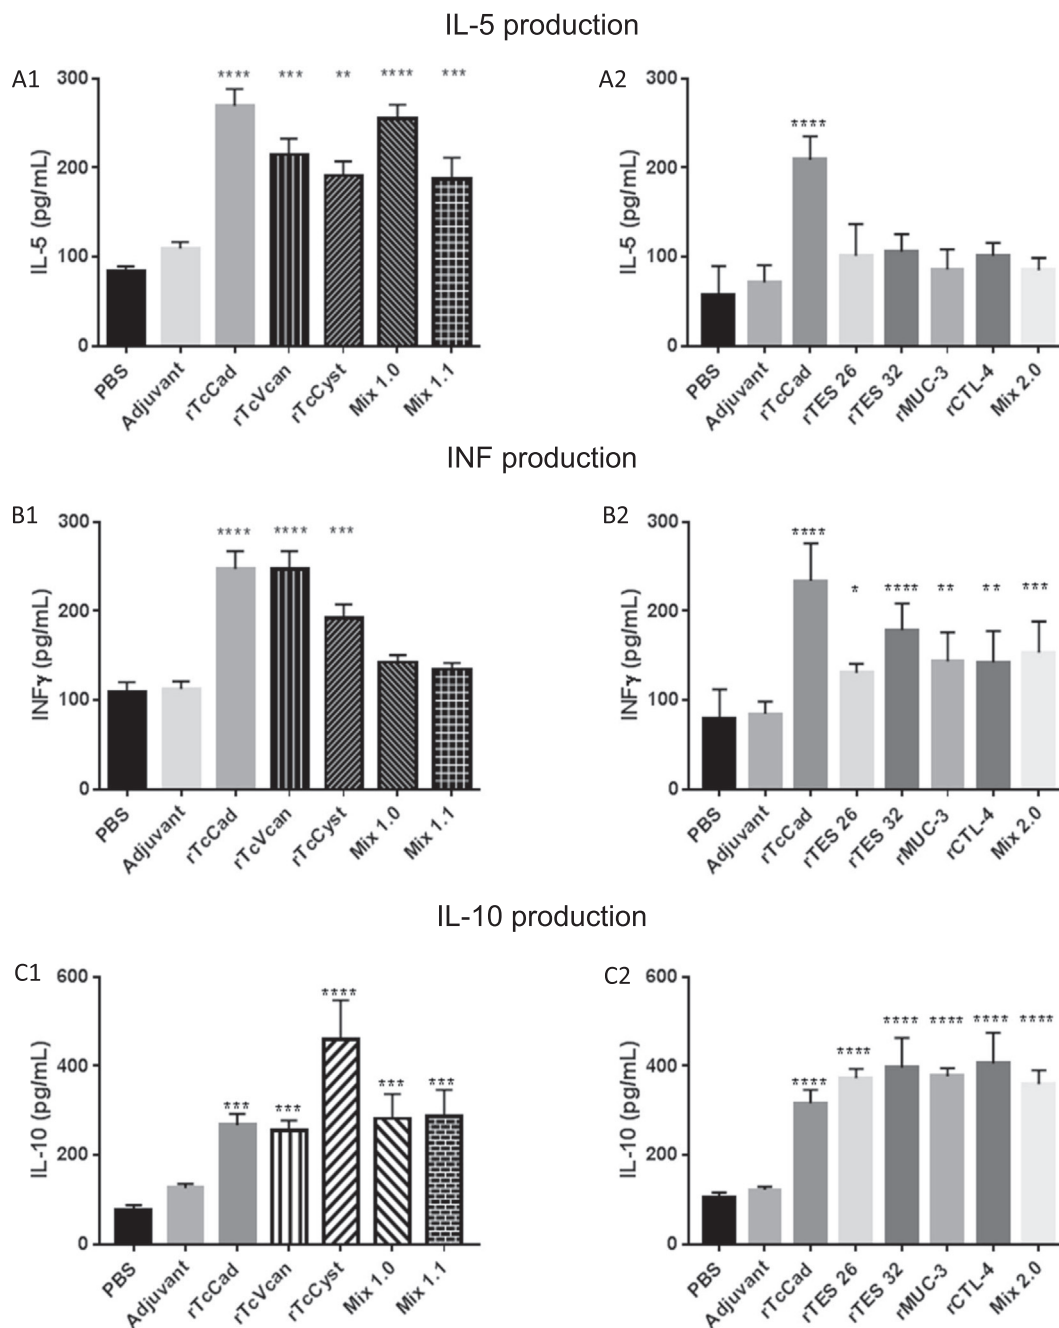 IL-5 production
A1
300
200
100
0
IL-5 (pg/mL)
**** *** ** **** ***
PBS Adjuvant rTcCad rTcVcan rTcCyst Mix 1.0 Mix 1.1
A2
300
200
100
0
IL-5 (pg/mL)
****
PBS Adjuvant rTcCad rTES 26 rTES 32 rMUC-3 rCTL-4 Mix 2.0
INF production
B1
300
200
100
0
INFγ (pg/mL)
**** **** ***
PBS Adjuvant rTcCad rTcVcan rTcCyst Mix 1.0 Mix 1.1
B2
300
200
100
0
INFγ (pg/mL)
**** * **** ** ** ***
PBS Adjuvant rTcCad rTES 26 rTES 32 rMUC-3 rCTL-4 Mix 2.0
IL-10 production
C1
600
400
200
0
IL-10 (pg/mL)
*** *** **** *** ***
PBS Adjuvant rTcCad rTcVcan rTcCyst Mix 1.0 Mix 1.1
C2
600
400
200
0
IL-10 (pg/mL)
**** **** **** **** **** ****
PBS Adjuvant rTcCad rTES 26 rTES 32 rMUC-3 rCTL-4 Mix 2.0